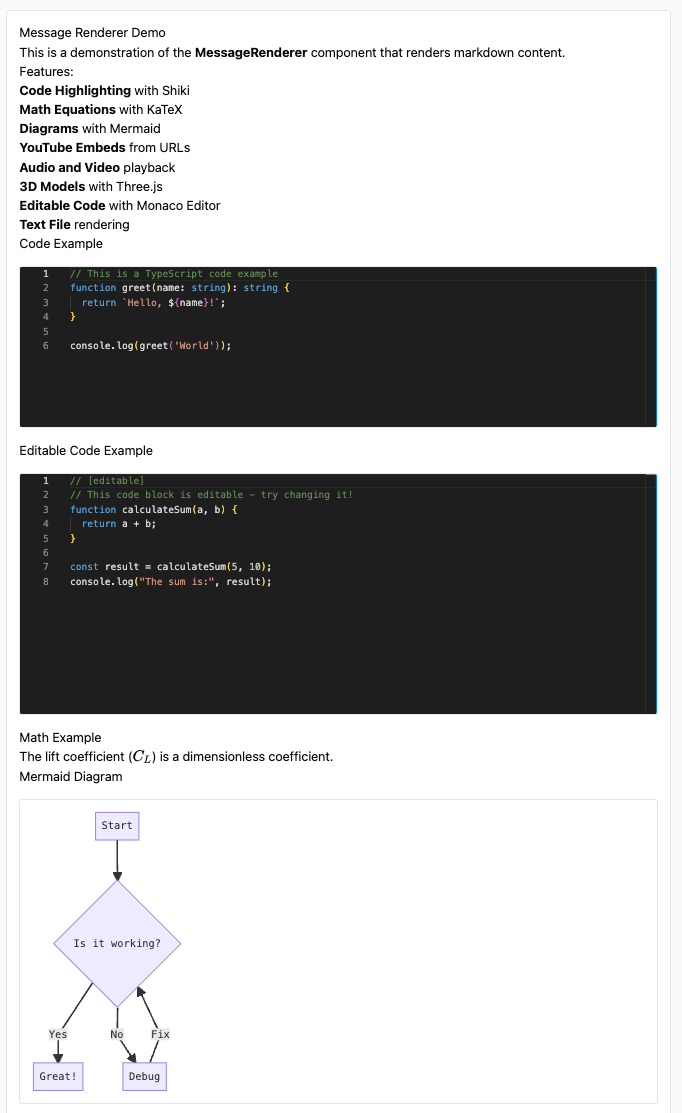 Message Renderer Demo
This is a demonstration of the MessageRenderer component that renders markdown content.
Features:
Code Highlighting with Shiki
Math Equations with KaTeX
Diagrams with Mermaid
YouTube Embeds from URLs
Audio and Video playback
3D Models with Three.js
Editable Code with Monaco Editor
Text File rendering
Code Example
1 // This is a TypeScript code example
2 function greet(name: string): string {
3   return `Hello, ${name}!`;
4 }
5
6 console.log(greet('World'));
Editable Code Example
1 // [editable]
2 // This code block is editable – try changing it!
3 function calculateSum(a, b) {
4   return a + b;
5 }
6
7 const result = calculateSum(5, 10);
8 console.log("The sum is:", result);
Math Example
The lift coefficient (C_L) is a dimensionless coefficient.
Mermaid Diagram
Start
Is it working?
Yes No Fix
Great! Debug